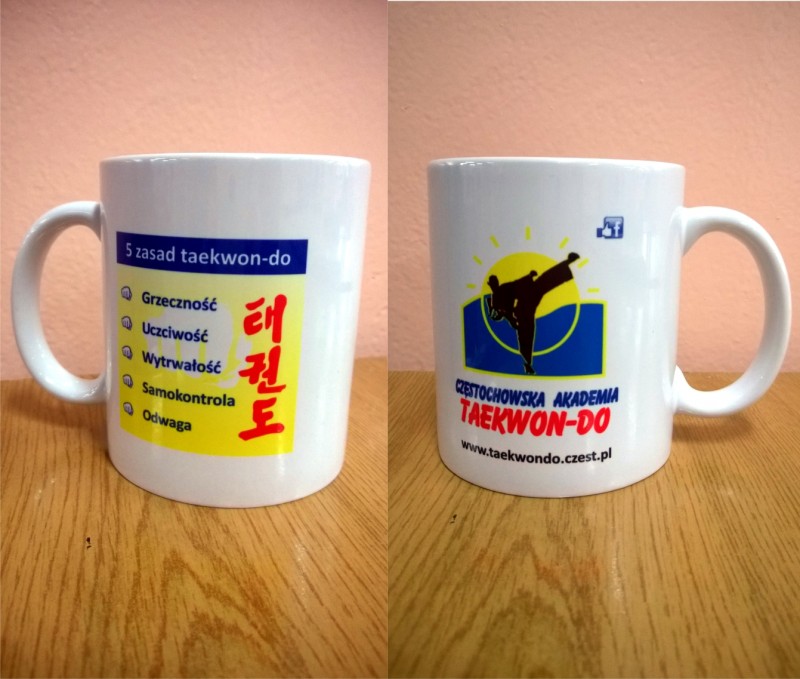 5 zasad taekwon-do
Grzeczność
Uczciwość
Wytrwałość
Samokontrola
Odwaga
태권도
CZĘSTOCHOWSKA AKADEMIA
TAEKWON-DO
www.taekwondo.czest.pl